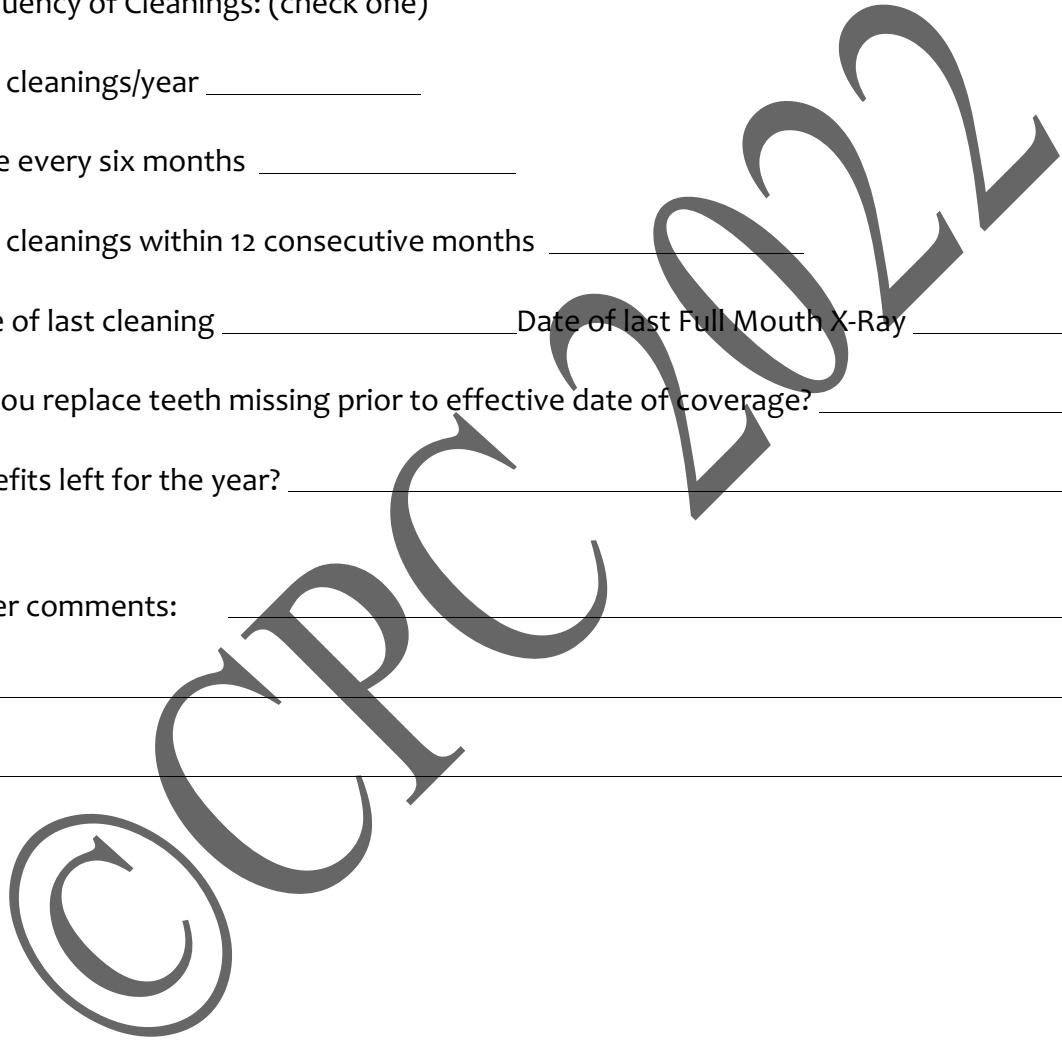 uency of Cleanings: (check one)
cleanings/year
e every six months
cleanings within 12 consecutive months
e of last cleaning Date of last Full Mouth X-Ray
ou replace teeth missing prior to effective date of coverage?
efits left for the year?
er comments:
©CPC 2022